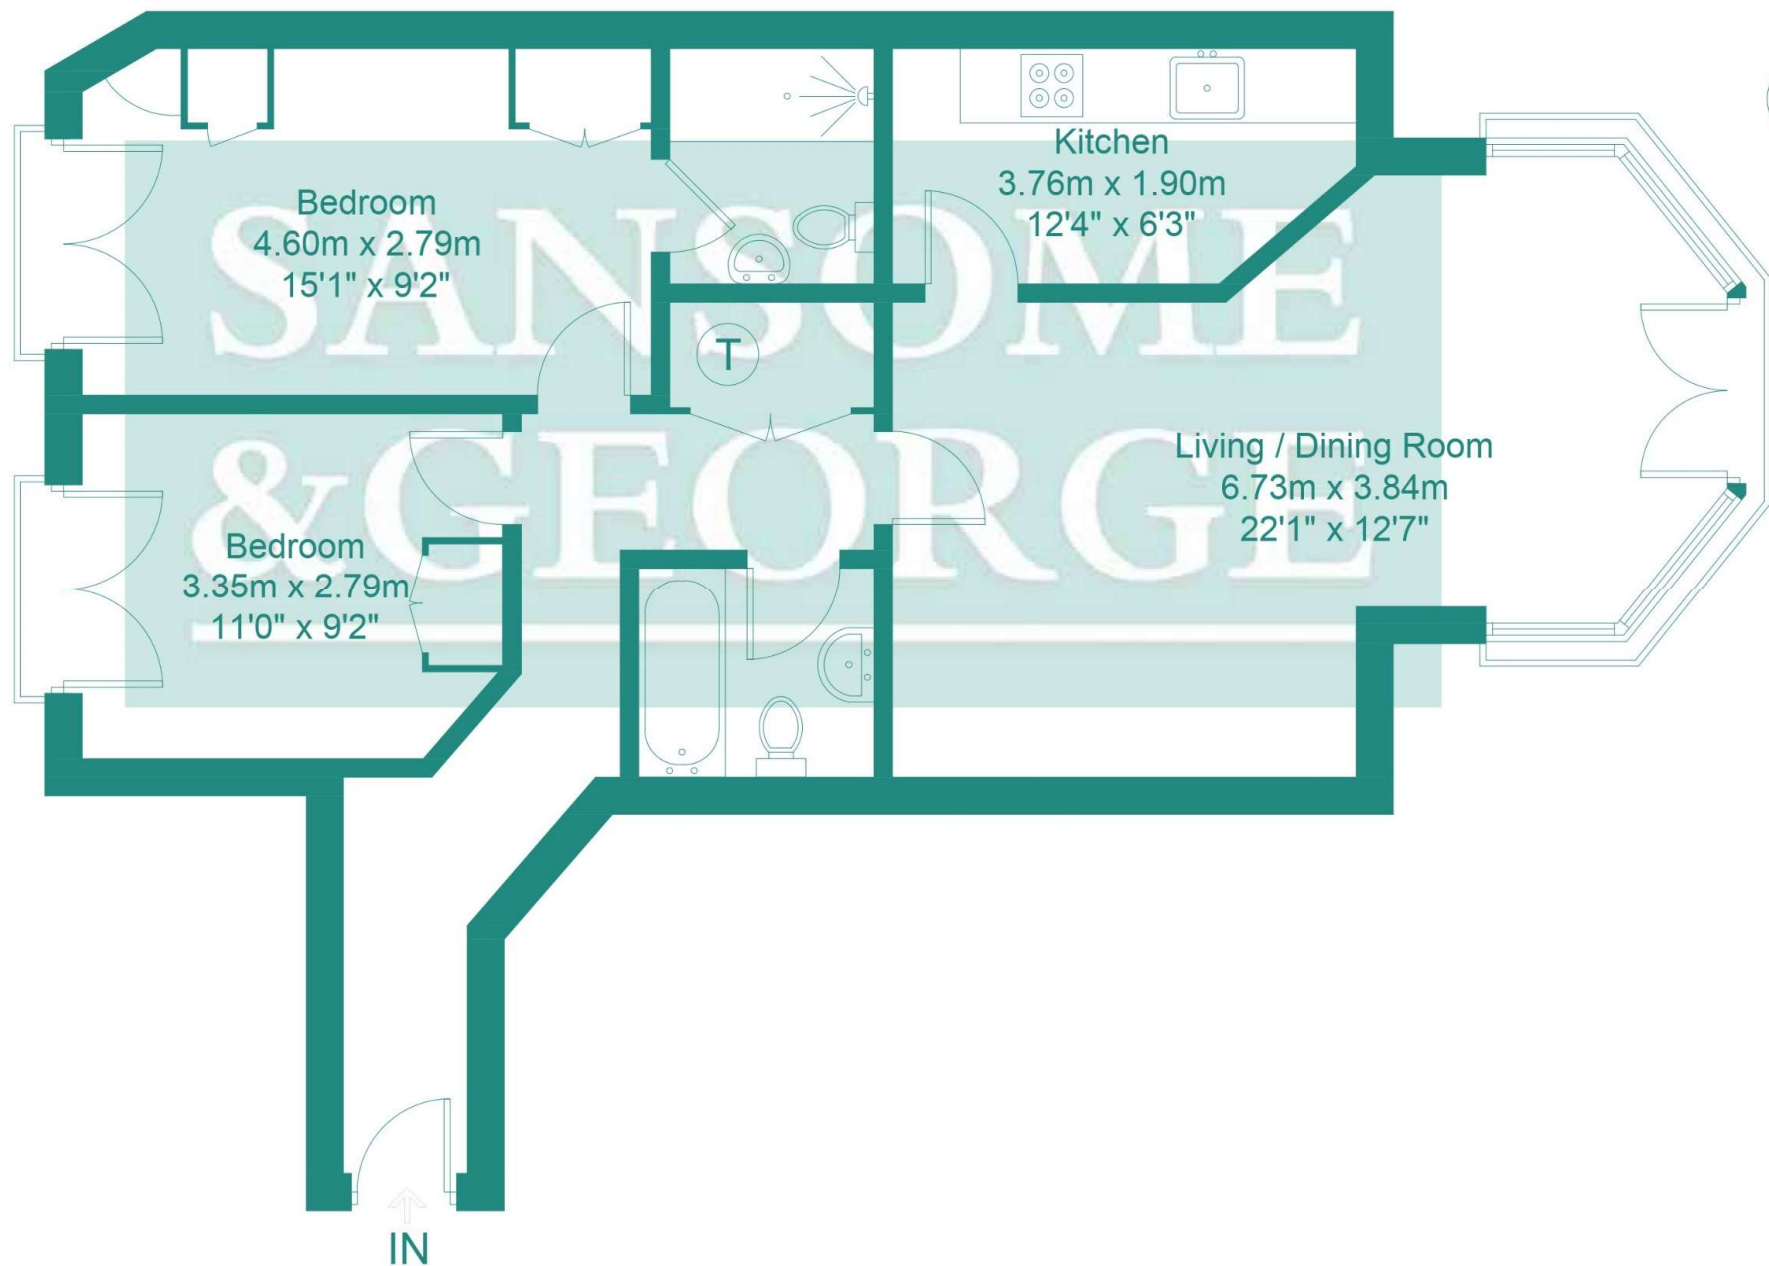 Kitchen
3.76m x 1.90m
12'4" x 6'3"
Bedroom
4.60m x 2.79m
15'1" x 9'2"
SANSOME
&GEORGE
T
Living / Dining Room
6.73m x 3.84m
22'1" x 12'7"
Bedroom
3.35m x 2.79m
11'0" x 9'2"
IN